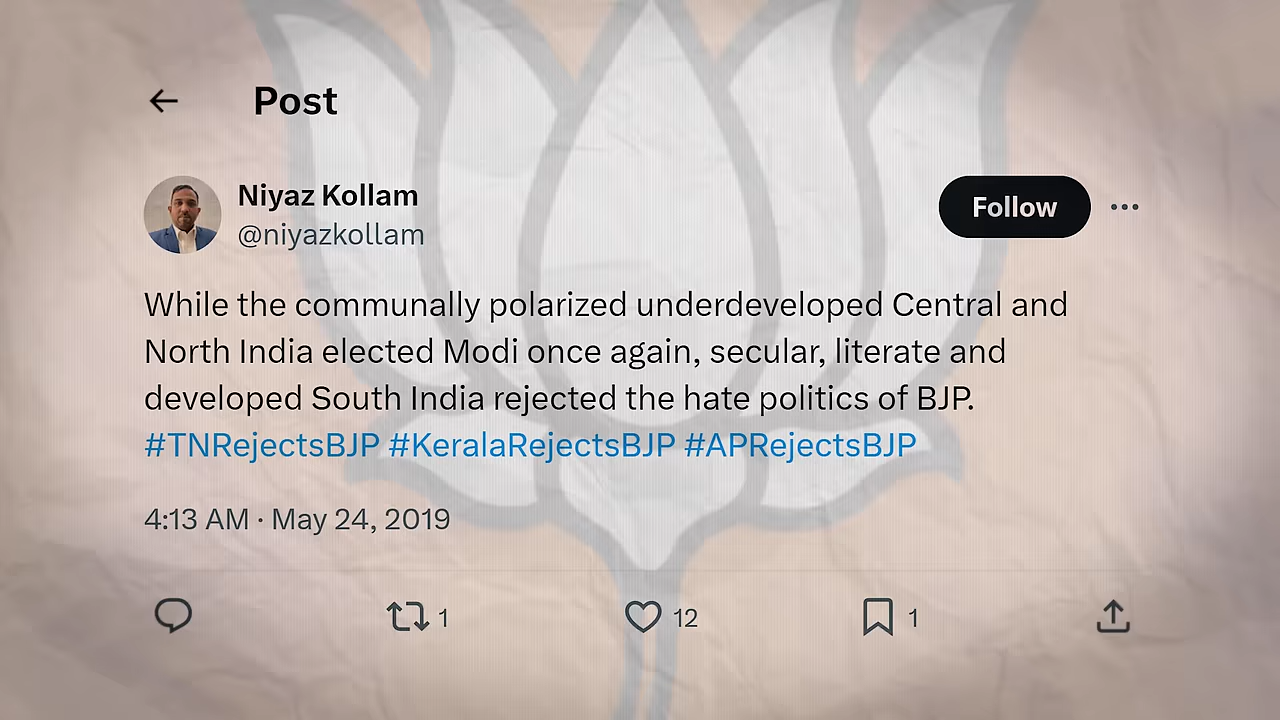 Post
Niyaz Kollam
@niyazkollam
Follow
While the communally polarized underdeveloped Central and
North India elected Modi once again, secular, literate and
developed South India rejected the hate politics of BJP.
#TNRejectsBJP #KeralaRejectsBJP #APRejectsBJP
4:13 AM · May 24, 2019
1 12 1